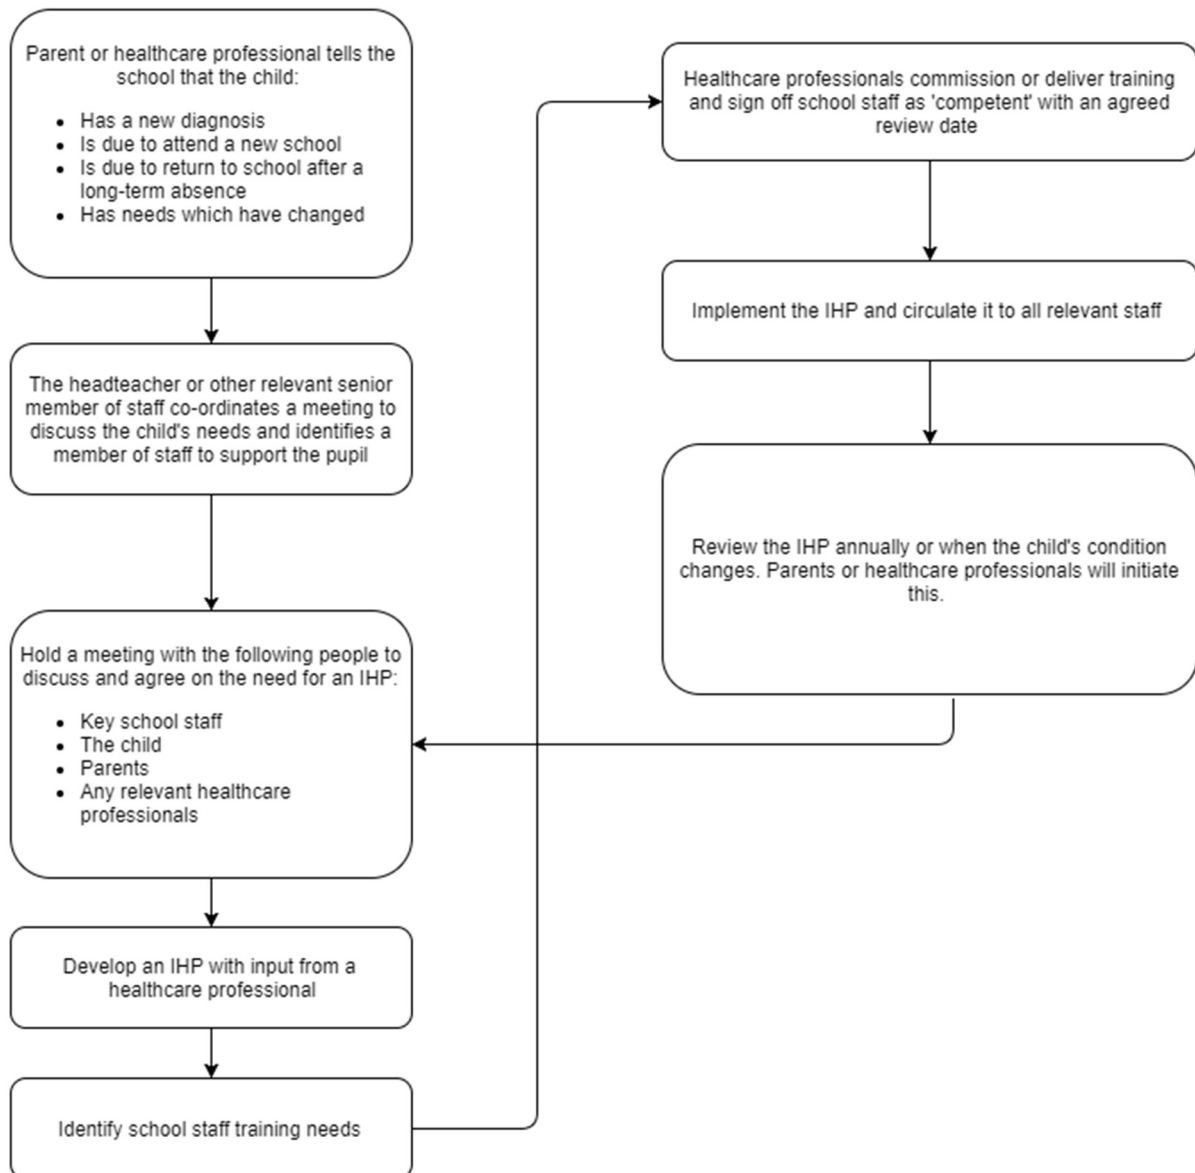 Parent or healthcare professional tells the
school that the child:
• Has a new diagnosis
• Is due to attend a new school
• Is due to return to school after a
long-term absence
• Has needs which have changed
The headteacher or other relevant senior
member of staff co-ordinates a meeting to
discuss the child's needs and identifies a
member of staff to support the pupil
Hold a meeting with the following people to
discuss and agree on the need for an IHP:
• Key school staff
• The child
• Parents
• Any relevant healthcare
professionals
Develop an IHP with input from a
healthcare professional
Identify school staff training needs
Healthcare professionals commission or deliver training
and sign off school staff as 'competent' with an agreed
review date
Implement the IHP and circulate it to all relevant staff
Review the IHP annually or when the child's condition
changes. Parents or healthcare professionals will initiate
this.